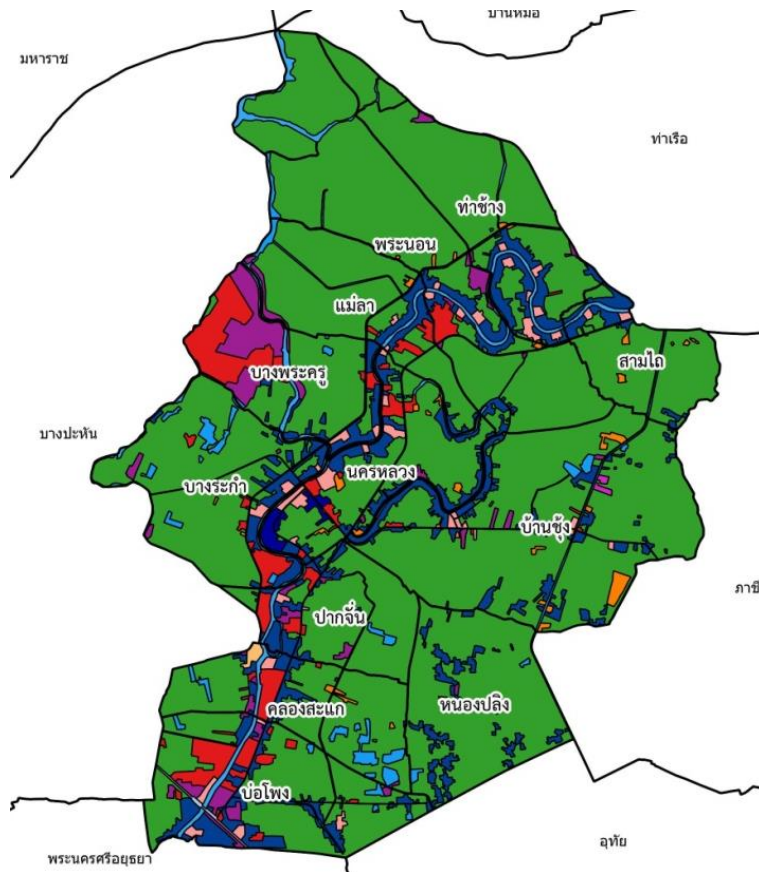 บ้านหมอ
มหาราช
ท่าเรือ
ท่าช้าง
พระนอน
แม่ลา
สามไถ
บางพระครู
บางปะหัน
นครหลวง
บางระกำ
บ้านชุ้ง
ภาชี
ปากจั่น
หนองปลิง
คลองสะแก
บ่อโพง
อุทัย
พระนครศรีอยุธยา